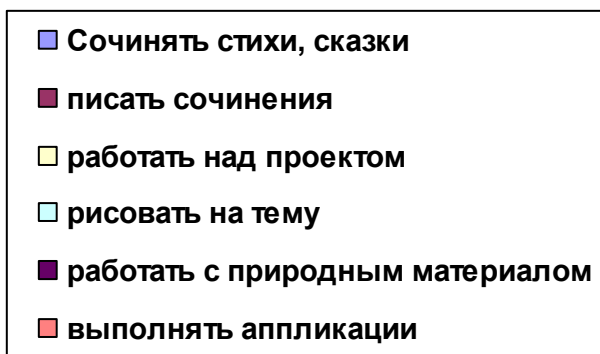 Сочинять стихи, сказки
писать сочинения
работать над проектом
рисовать на тему
работать с природным материалом
выполнять аппликации